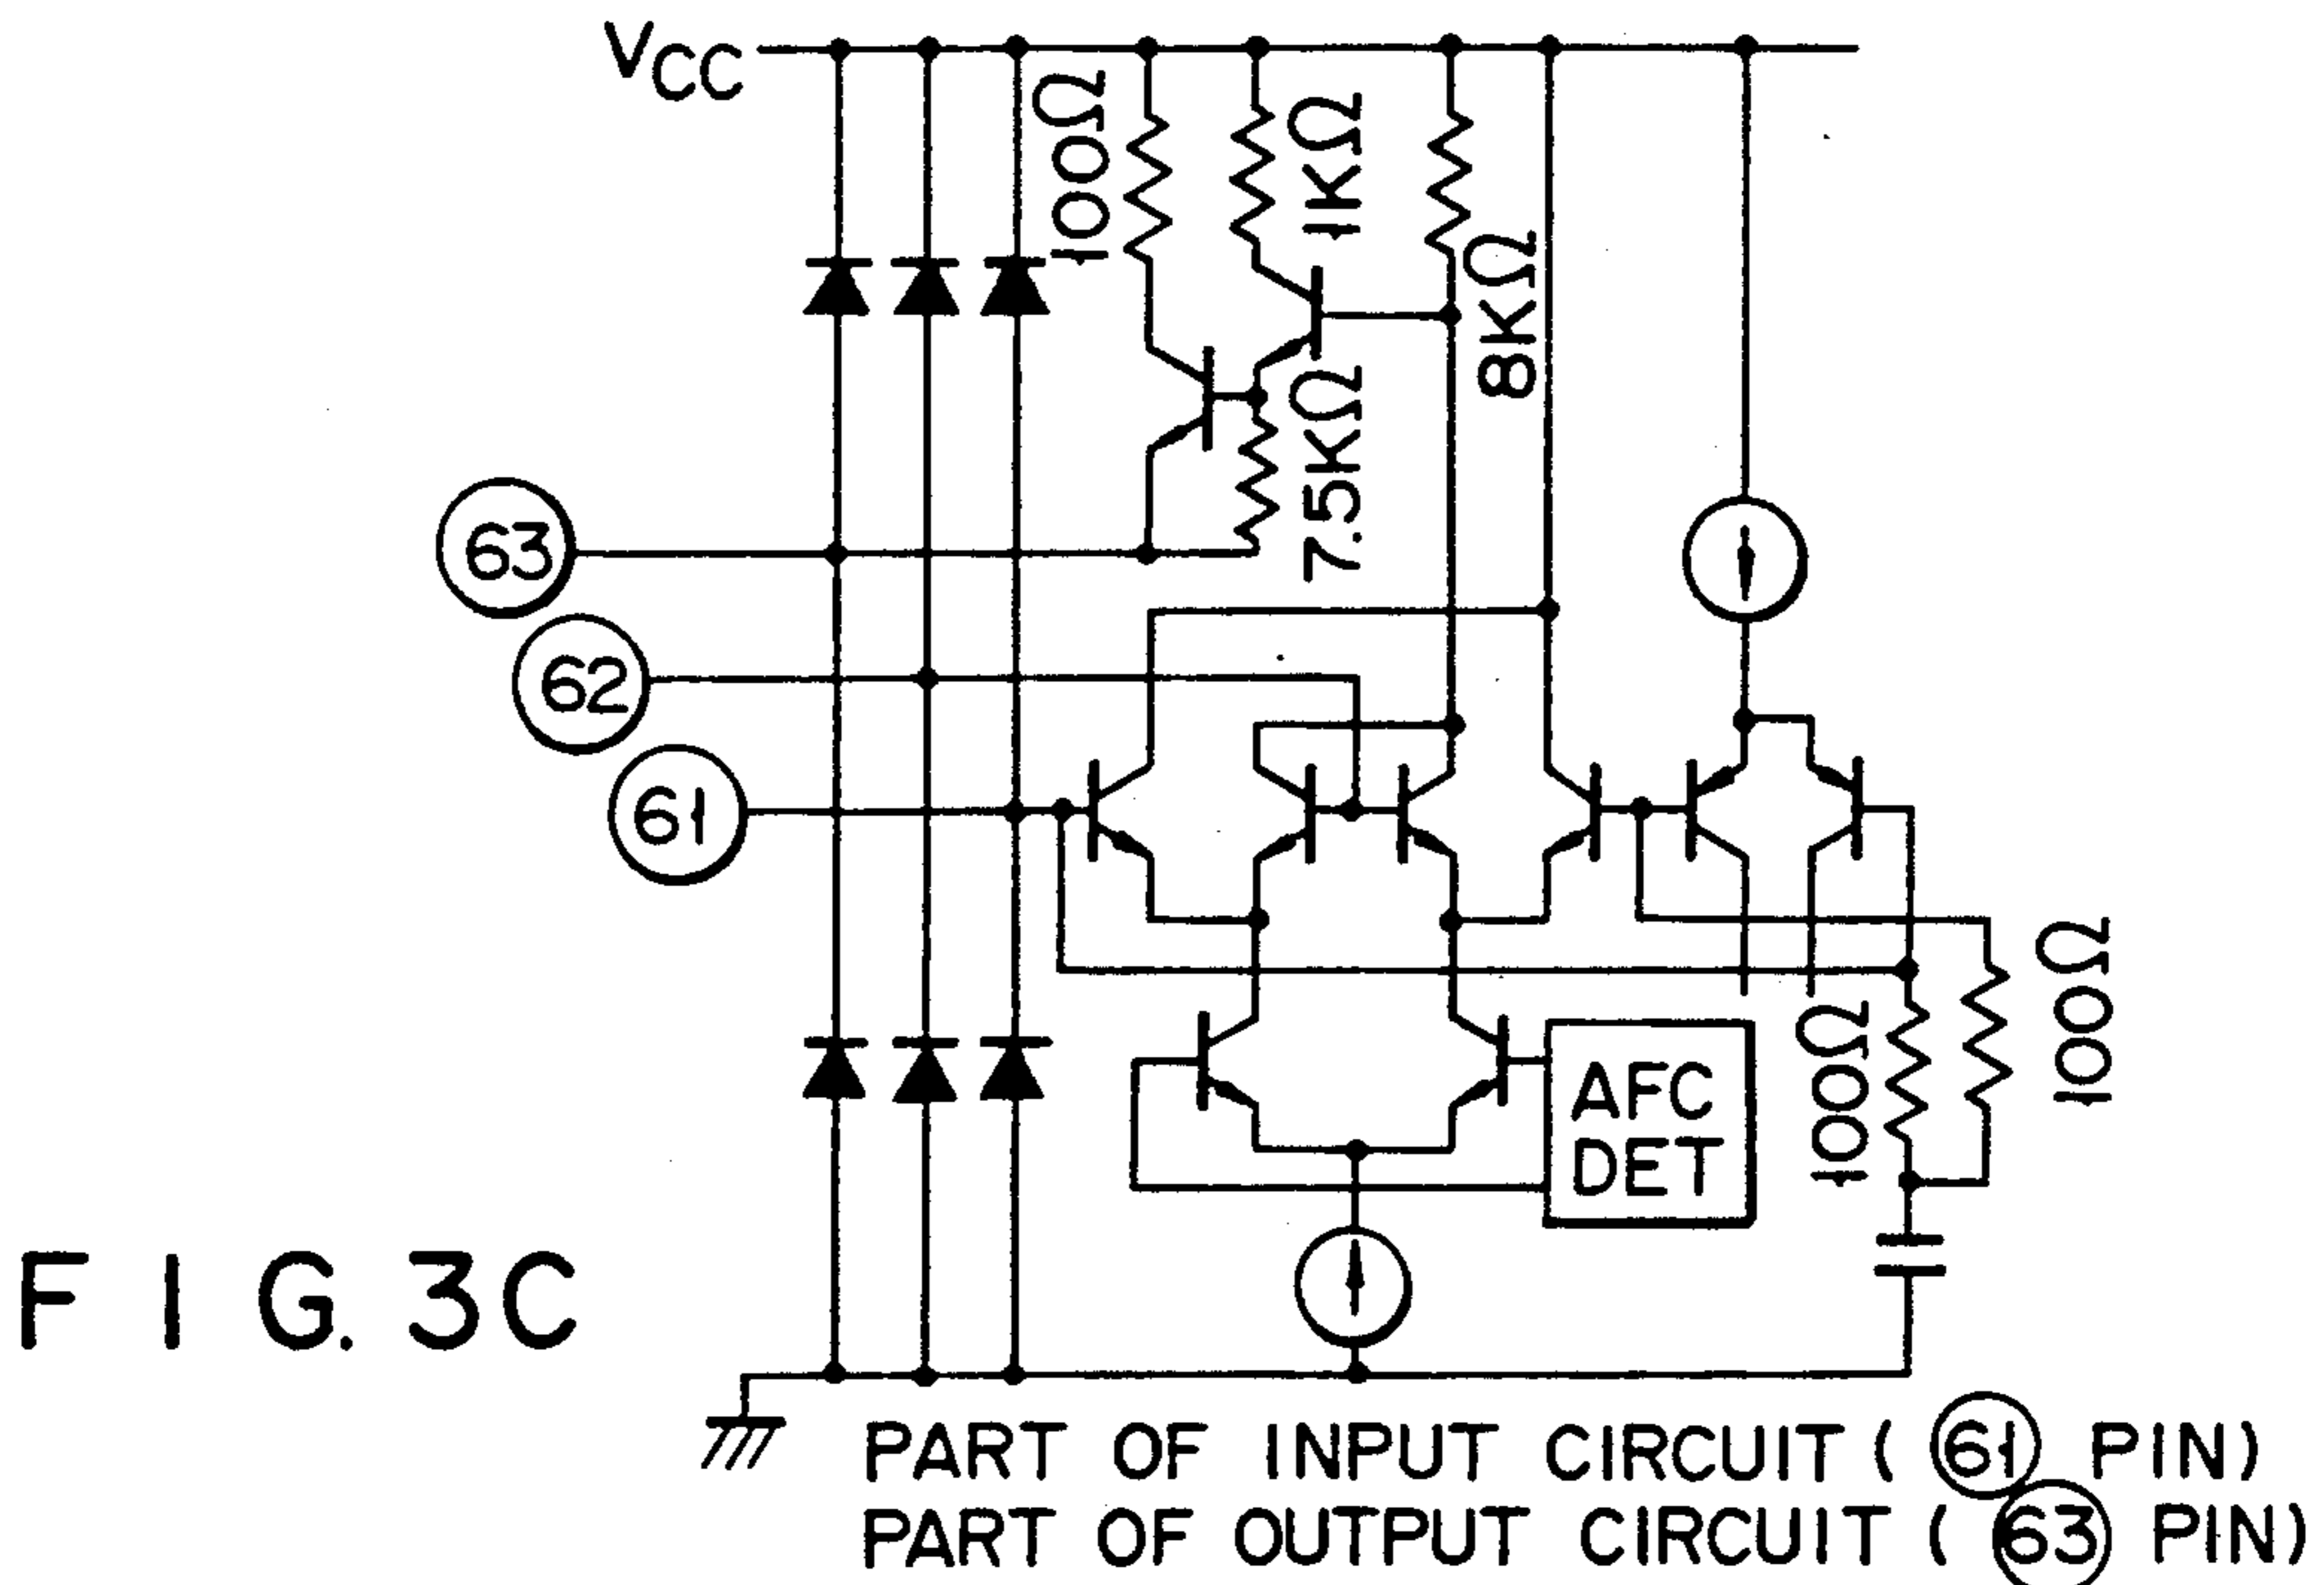 VCC
100Ω
1KΩ
8KΩ
7.5KΩ
63
62
61
100Ω
100Ω
AFC
DET
FIG. 3C
PART OF INPUT CIRCUIT ( 61 PIN)
PART OF OUTPUT CIRCUIT ( 63 PIN)